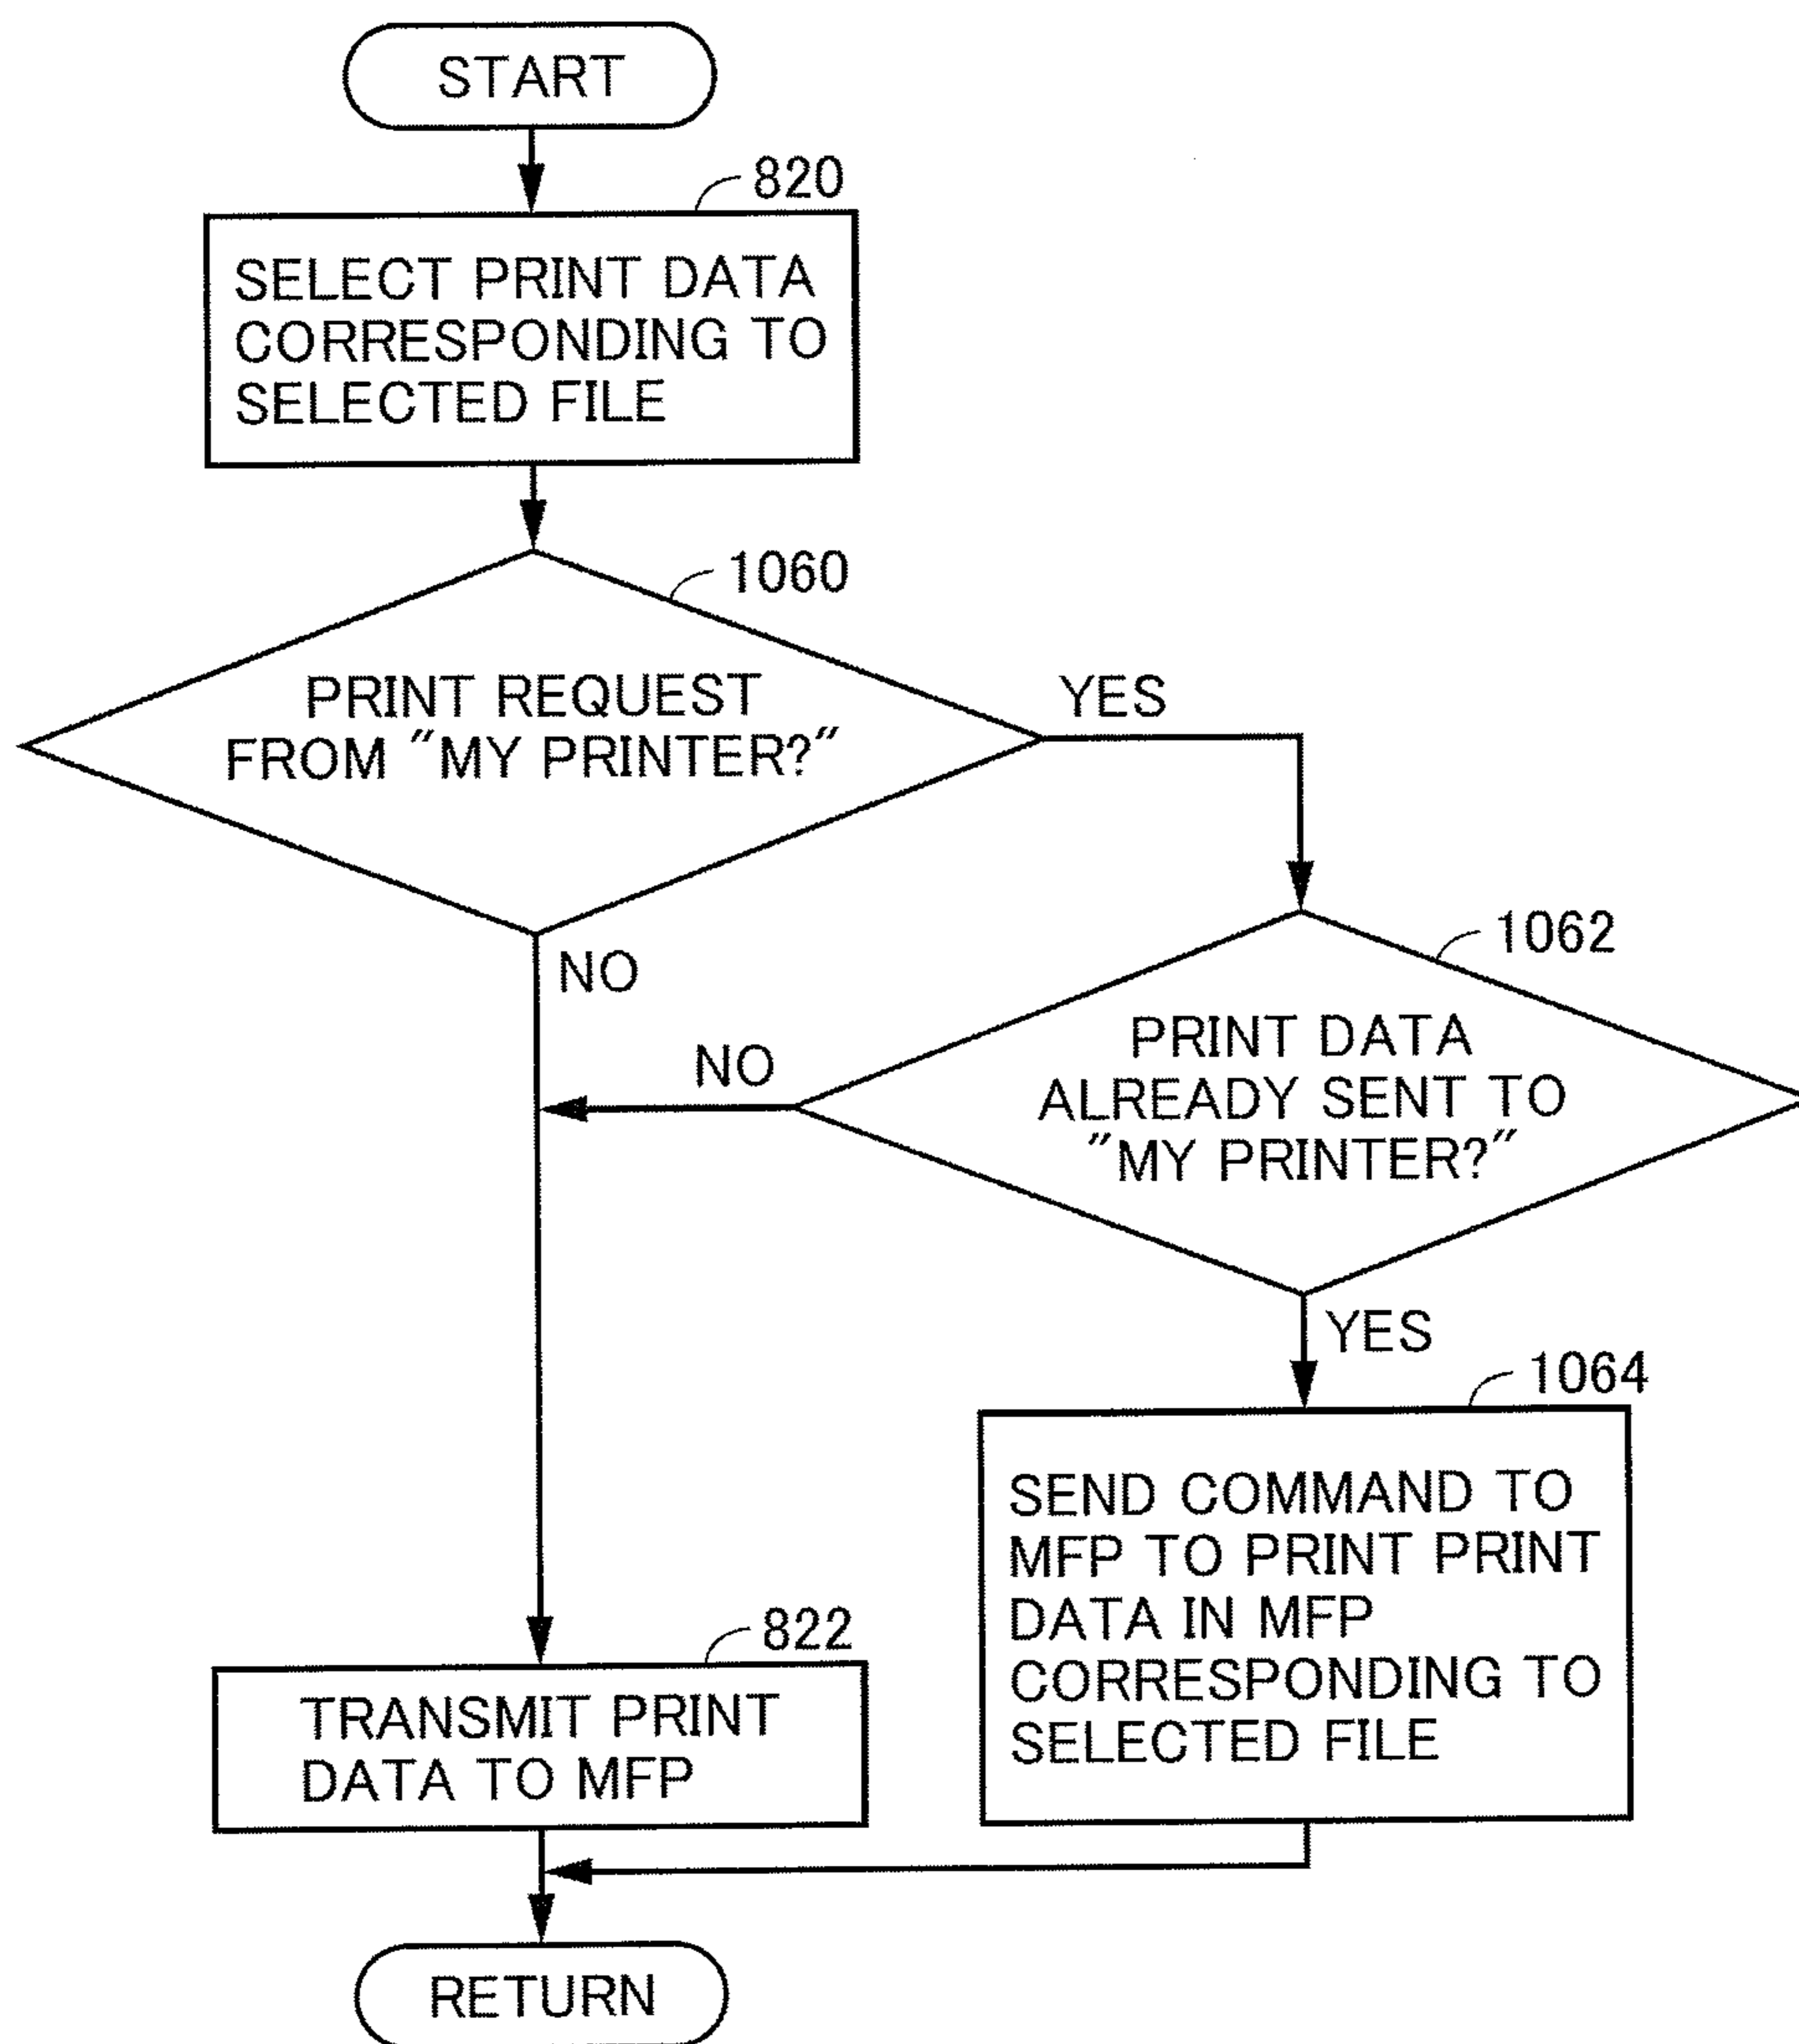 START
820
SELECT PRINT DATA
CORRESPONDING TO
SELECTED FILE
1060
PRINT REQUEST
FROM "MY PRINTER?"
YES
NO
1062
PRINT DATA
ALREADY SENT TO
"MY PRINTER?"
NO
YES
1064
SEND COMMAND TO
MFP TO PRINT PRINT
DATA IN MFP
CORRESPONDING TO
SELECTED FILE
822
TRANSMIT PRINT
DATA TO MFP
RETURN